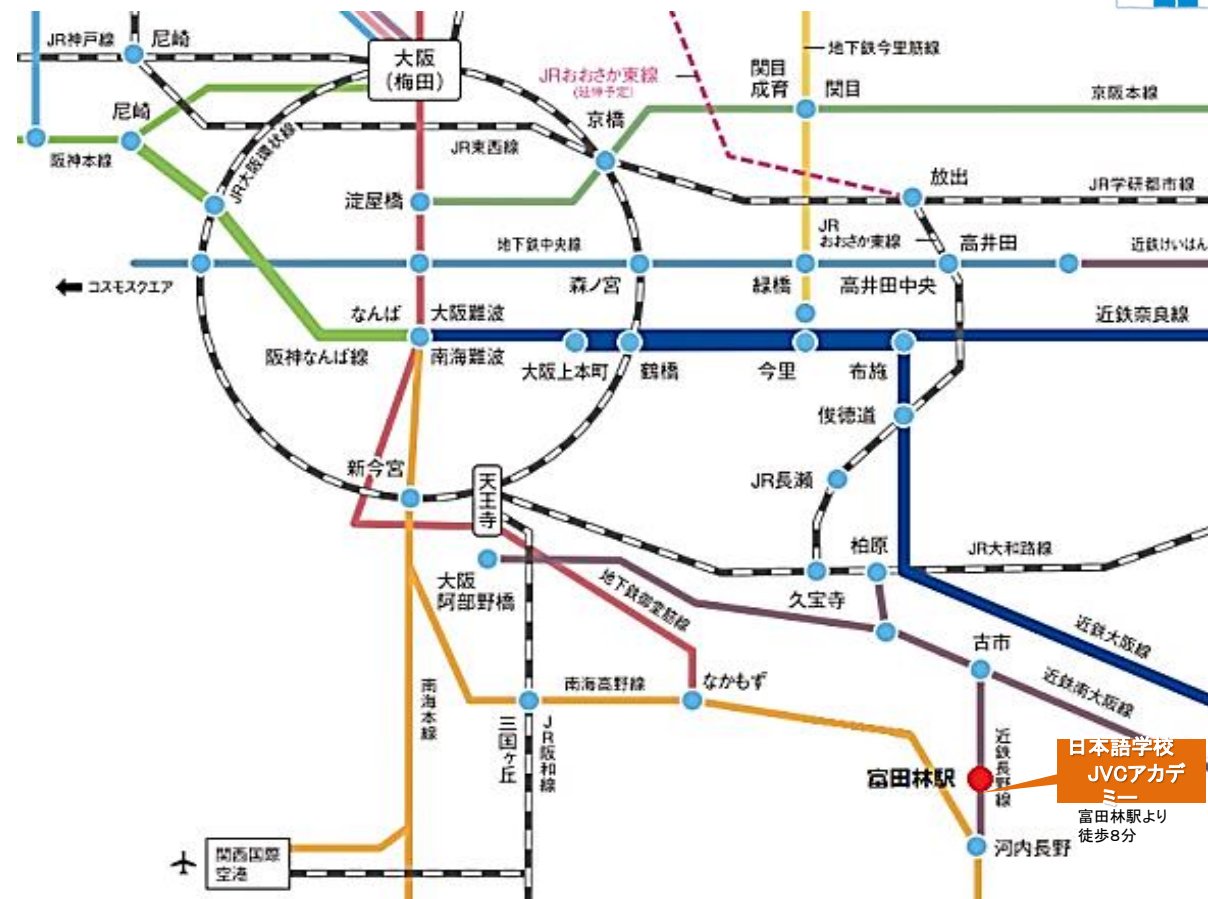 JR神戸線
尼崎
大阪
(梅田)
地下鉄今里筋線
JRおおさか東線
(延伸予定)
関目
成育
関目
京阪本線
尼崎
京橋
阪神本線
JR大阪環状線
JR東西線
放出
JR学研都市線
淀屋橋
地下鉄中央線
JR
おおさか東線
高井田
近鉄けいはん
コスモスクエア
森ノ宮
緑橋
高井田中央
なんば
大阪難波
近鉄奈良線
阪神なんば線
南海難波
大阪上本町
鶴橋
今里
布施
俊徳道
新今宮
天王寺
JR長瀬
柏原
JR大和路線
大阪
阿部野橋
地下鉄御堂筋線
久宝寺
近鉄大阪線
古市
南海高野線
なかもず
近鉄南大阪線
南海本線
三国ヶ丘
JR阪和線
近鉄長野線
日本語学校
JVCアカデ
ミー
富田林駅
富田林駅より
徒歩8分
関西国際
空港
河内長野